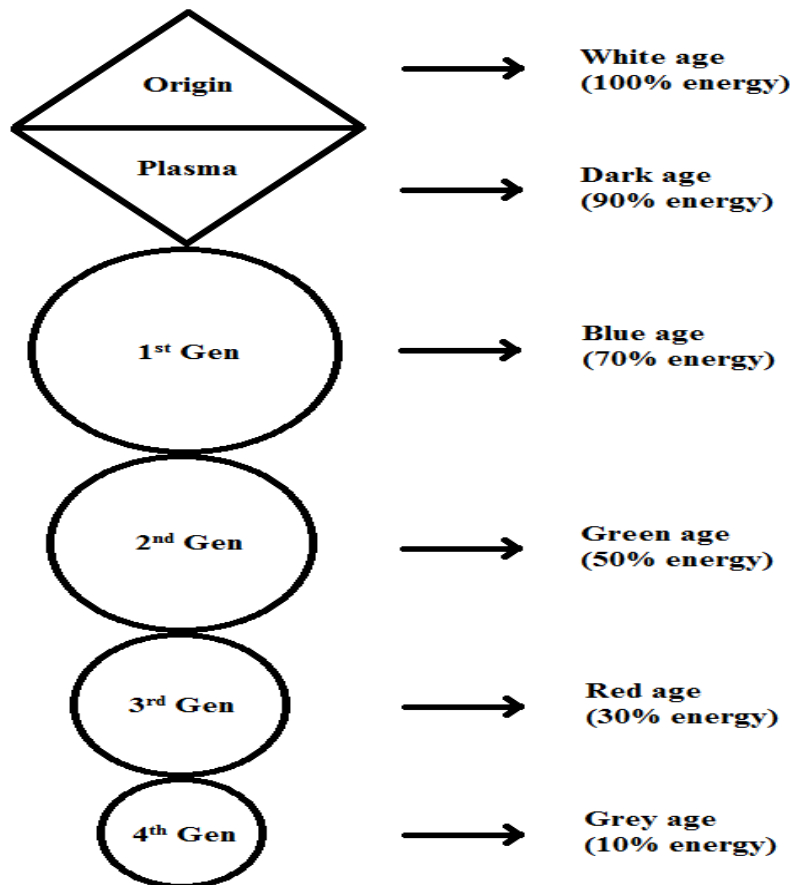 Origin
White age
(100% energy)
Plasma
Dark age
(90% energy)
1st Gen
Blue age
(70% energy)
2nd Gen
Green age
(50% energy)
3rd Gen
Red age
(30% energy)
4th Gen
Grey age
(10% energy)